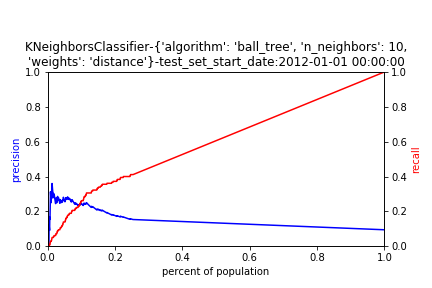 KNeighborsClassifier-{'algorithm': 'ball_tree', 'n_neighbors': 10,
'weights': 'distance'}-test_set_start_date:2012-01-01 00:00:00
1.0 1.0
0.8 0.8
0.6 0.6
precision recall
0.4 0.4
0.2 0.2
0.0 0.0
0.0 0.2 0.4 0.6 0.8 1.0
percent of population